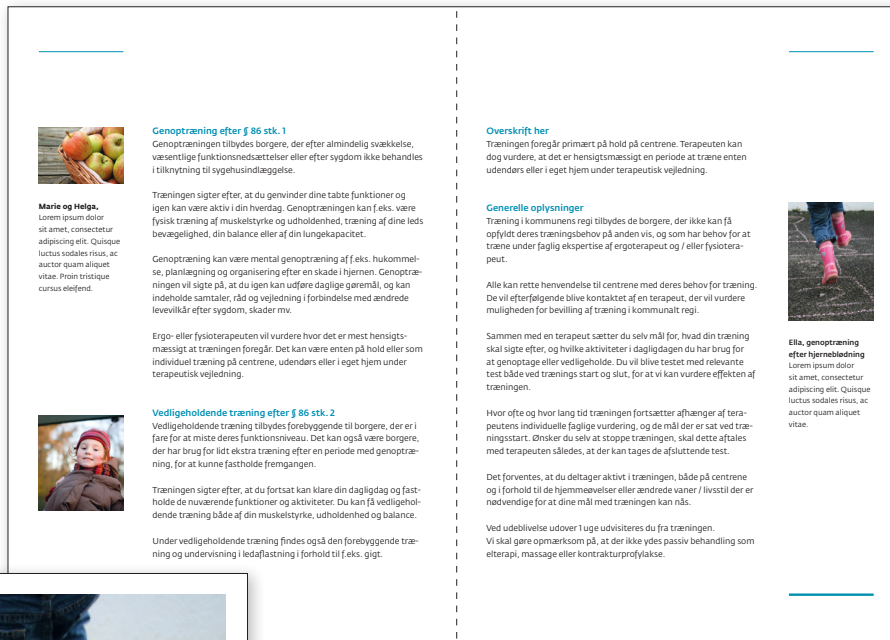 Marie og Helga,
Lorem ipsum dolor
sit amet, consectetur
adipiscing elit. Quisque
luctus sodales risus, ac
auctor quam aliquet
vitae. Proin tristique
cursus eleifend.
Genoptræning efter § 86 stk. 1
Genoptræningen tilbydes borgere, der efter almindelig svækkelse,
væsentlige funktionsnedsættelser eller efter sygdom ikke behandles
i tilknytning til sygehusindlæggelse.
Træningen sigter efter, at du genvinder dine tabte funktioner og
igen kan være aktiv i din hverdag. Genoptræningen kan f.eks. være
fysisk træning af muskelstyrke og udholdenhed, træning af dine leds
bevægelighed, din balance eller af din lungekapacitet.
Genoptræning kan være mental genoptræning af f.eks. hukommel-
se, planlægning og organisering efter en skade i hjernen. Genoptræ-
ningen vil sigte på, at du igen kan udføre daglige gøremål, og kan
indeholde samtaler, råd og vejledning i forbindelse med ændrede
levevilkår efter sygdom, skader mv.
Ergo- eller fysioterapeuten vil vurdere hvor det er mest hensigts-
mæssigt at træningen foregår. Det kan være enten på hold eller som
individuel træning på centrene, udendørs eller i eget hjem under
terapeutisk vejledning.
Vedligeholdende træning efter § 86 stk. 2
Vedligeholdende træning tilbydes forebyggende til borgere, der er i
fare for at miste deres funktionsniveau. Det kan også være borgere,
der har brug for lidt ekstra træning efter en periode med genoptræ-
ning, for at kunne fastholde fremgangen.
Træningen sigter efter, at du fortsat kan klare din dagligdag og fast-
holde de nuværende funktioner og aktiviteter. Du kan få vedligehol-
dende træning både af din muskelstyrke, udholdenhed og balance.
Under vedligeholdende træning findes også den forebyggende træ-
ning og undervisning i ledaflastning i forhold til f.eks. gigt.
Overskrift her
Træningen foregår primært på hold på centrene. Terapeuten kan
dog vurdere, at det er hensigtsmæssigt en periode at træne enten
udendørs eller i eget hjem under terapeutisk vejledning.
Generelle oplysninger
Træning i kommunens regi tilbydes de borgere, der ikke kan få
opfyldt deres træningsbehov på anden vis, og som har behov for at
træne under faglig ekspertise af ergoterapeut og / eller fysiotera-
peut.
Alle kan rette henvendelse til centrene med deres behov for træning.
De vil efterfølgende blive kontaktet af en terapeut, der vil vurdere
muligheden for bevilling af træning i kommunalt regi.
Sammen med en terapeut sætter du selv mål for, hvad din træning
skal sigte efter, og hvilke aktiviteter i dagligdagen du har brug for
at genoptage eller vedligeholde. Du vil blive testet med relevante
test både ved trænings start og slut, for at vi kan vurdere effekten af
træningen.
Hvor ofte og hvor lang tid træningen fortsætter afhænger af tera-
peutens individuelle faglige vurdering, og de mål der er sat ved træ-
ningsstart. Ønsker du selv at stoppe træningen, skal dette aftales
med terapeuten således, at der kan tages de afsluttende test.
Det forventes, at du deltager aktivt i træningen, både på centrene
og i forhold til de hjemmeøvelser eller ændrede vaner / livsstil der er
nødvendige for at dine mål med træningen kan nås.
Ved udeblivelse udover 1 uge udvisiteres du fra træningen.
Vi skal gøre opmærksom på, at der ikke ydes passiv behandling som
elterapi, massage eller kontrakturprofylakse.
Ella, genoptræning
efter hjerneblødning
Lorem ipsum dolor
sit amet, consectetur
adipiscing elit. Quisque
luctus sodales risus, ac
auctor quam aliquet
vitae.